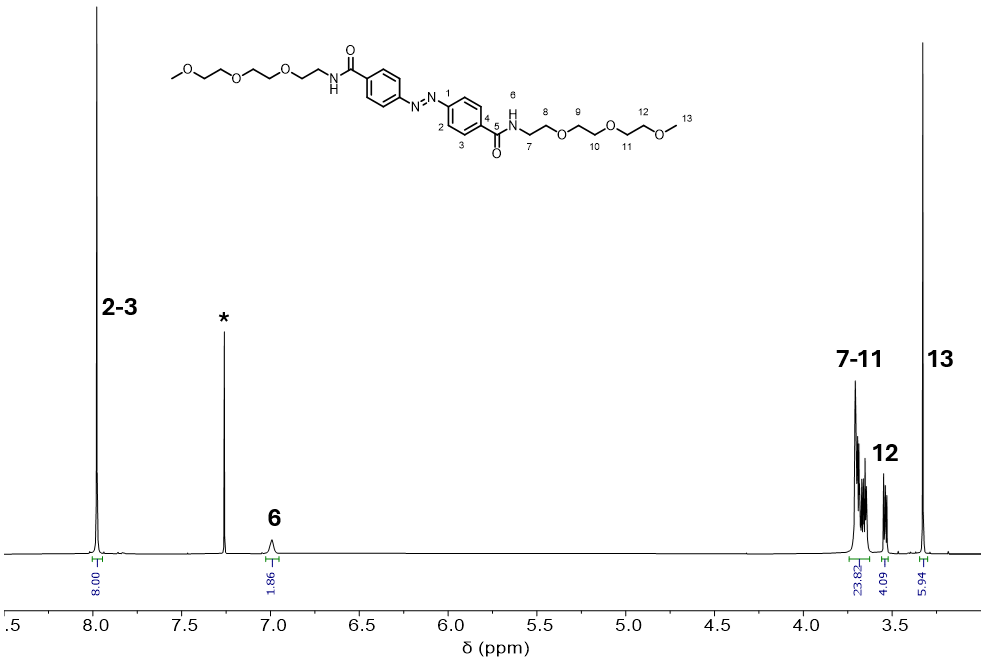 O
O O
O N 1
H
N 6
N H 8 9 12
2 4 N O 13
3 5 O O
O 7 10 11
2-3
*
7-11 13
12
6
8.00 1.86 23.82 4.09 5.94
.5 8.0 7.5 7.0 6.5 6.0 5.5 5.0 4.5 4.0 3.5
δ (ppm)